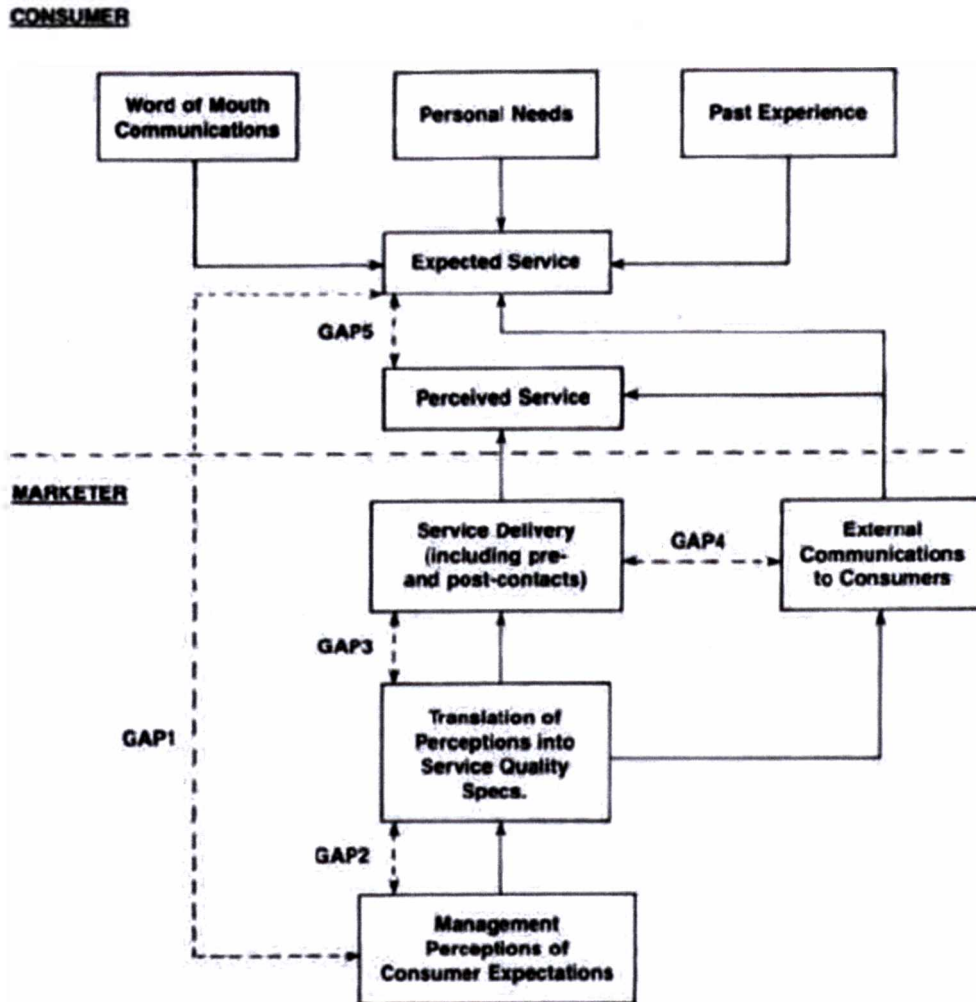 CONSUMER
Word of Mouth
Communications
Personal Needs
Past Experience
Expected Service
GAP5
Perceived Service
MARKETER
Service Delivery
(including pre-
and post-contacts)
GAP4
External
Communications
to Consumers
GAP3
GAP1
Translation of
Perceptions into
Service Quality
Specs.
GAP2
Management
Perceptions of
Consumer Expectations